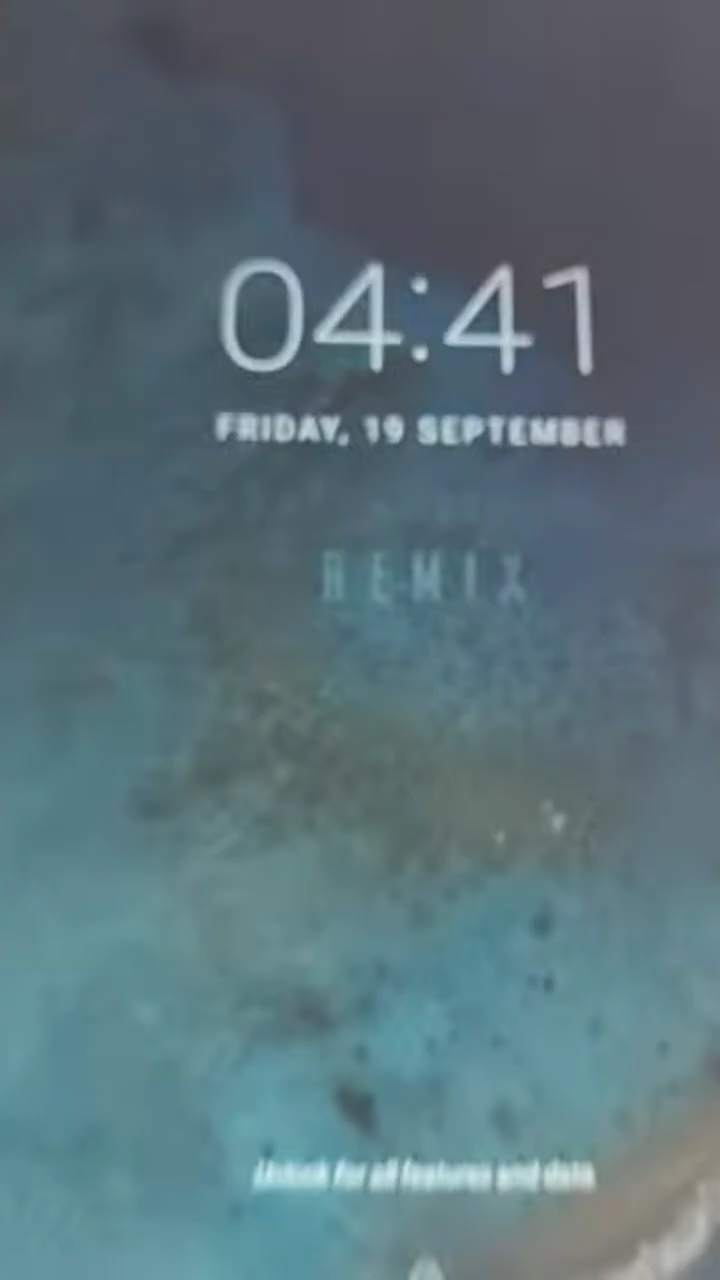 04:41
FRIDAY, 19 SEPTEMBER
REMIX
Unlock for all features and data